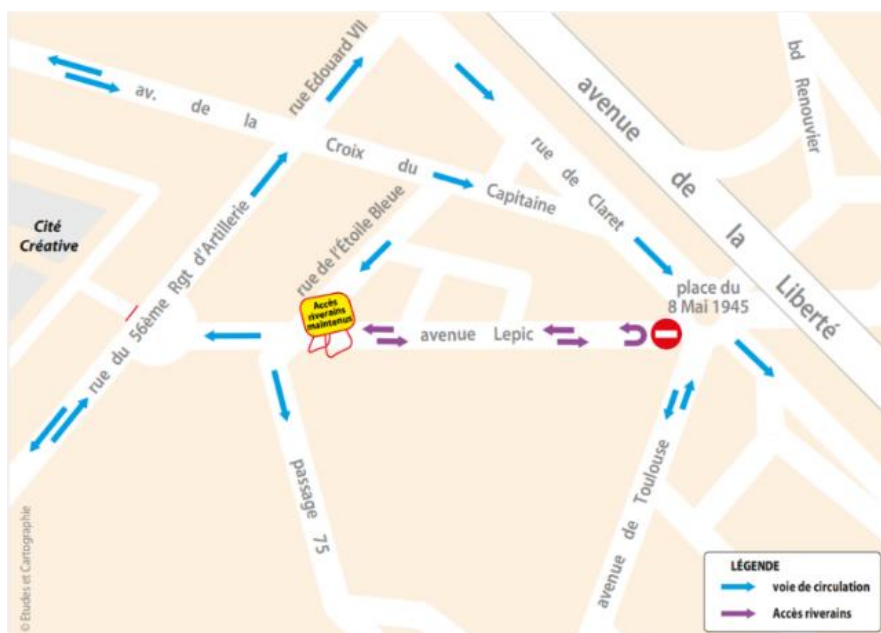 av. de la Croix du Capitaine
rue Edouard VII
rue de Claret
avenue de la Liberté
bd Renouvier
Cité
Créative
rue du 56ème Rgt d'Artillerie
rue de l'Étoile Bleue
Accès
riverains
maintenus
avenue Lepic
place du
8 Mai 1945
passage 75
avenue de Toulouse
© Etudes et Cartographie
LÉGENDE
voie de circulation
Accès riverains